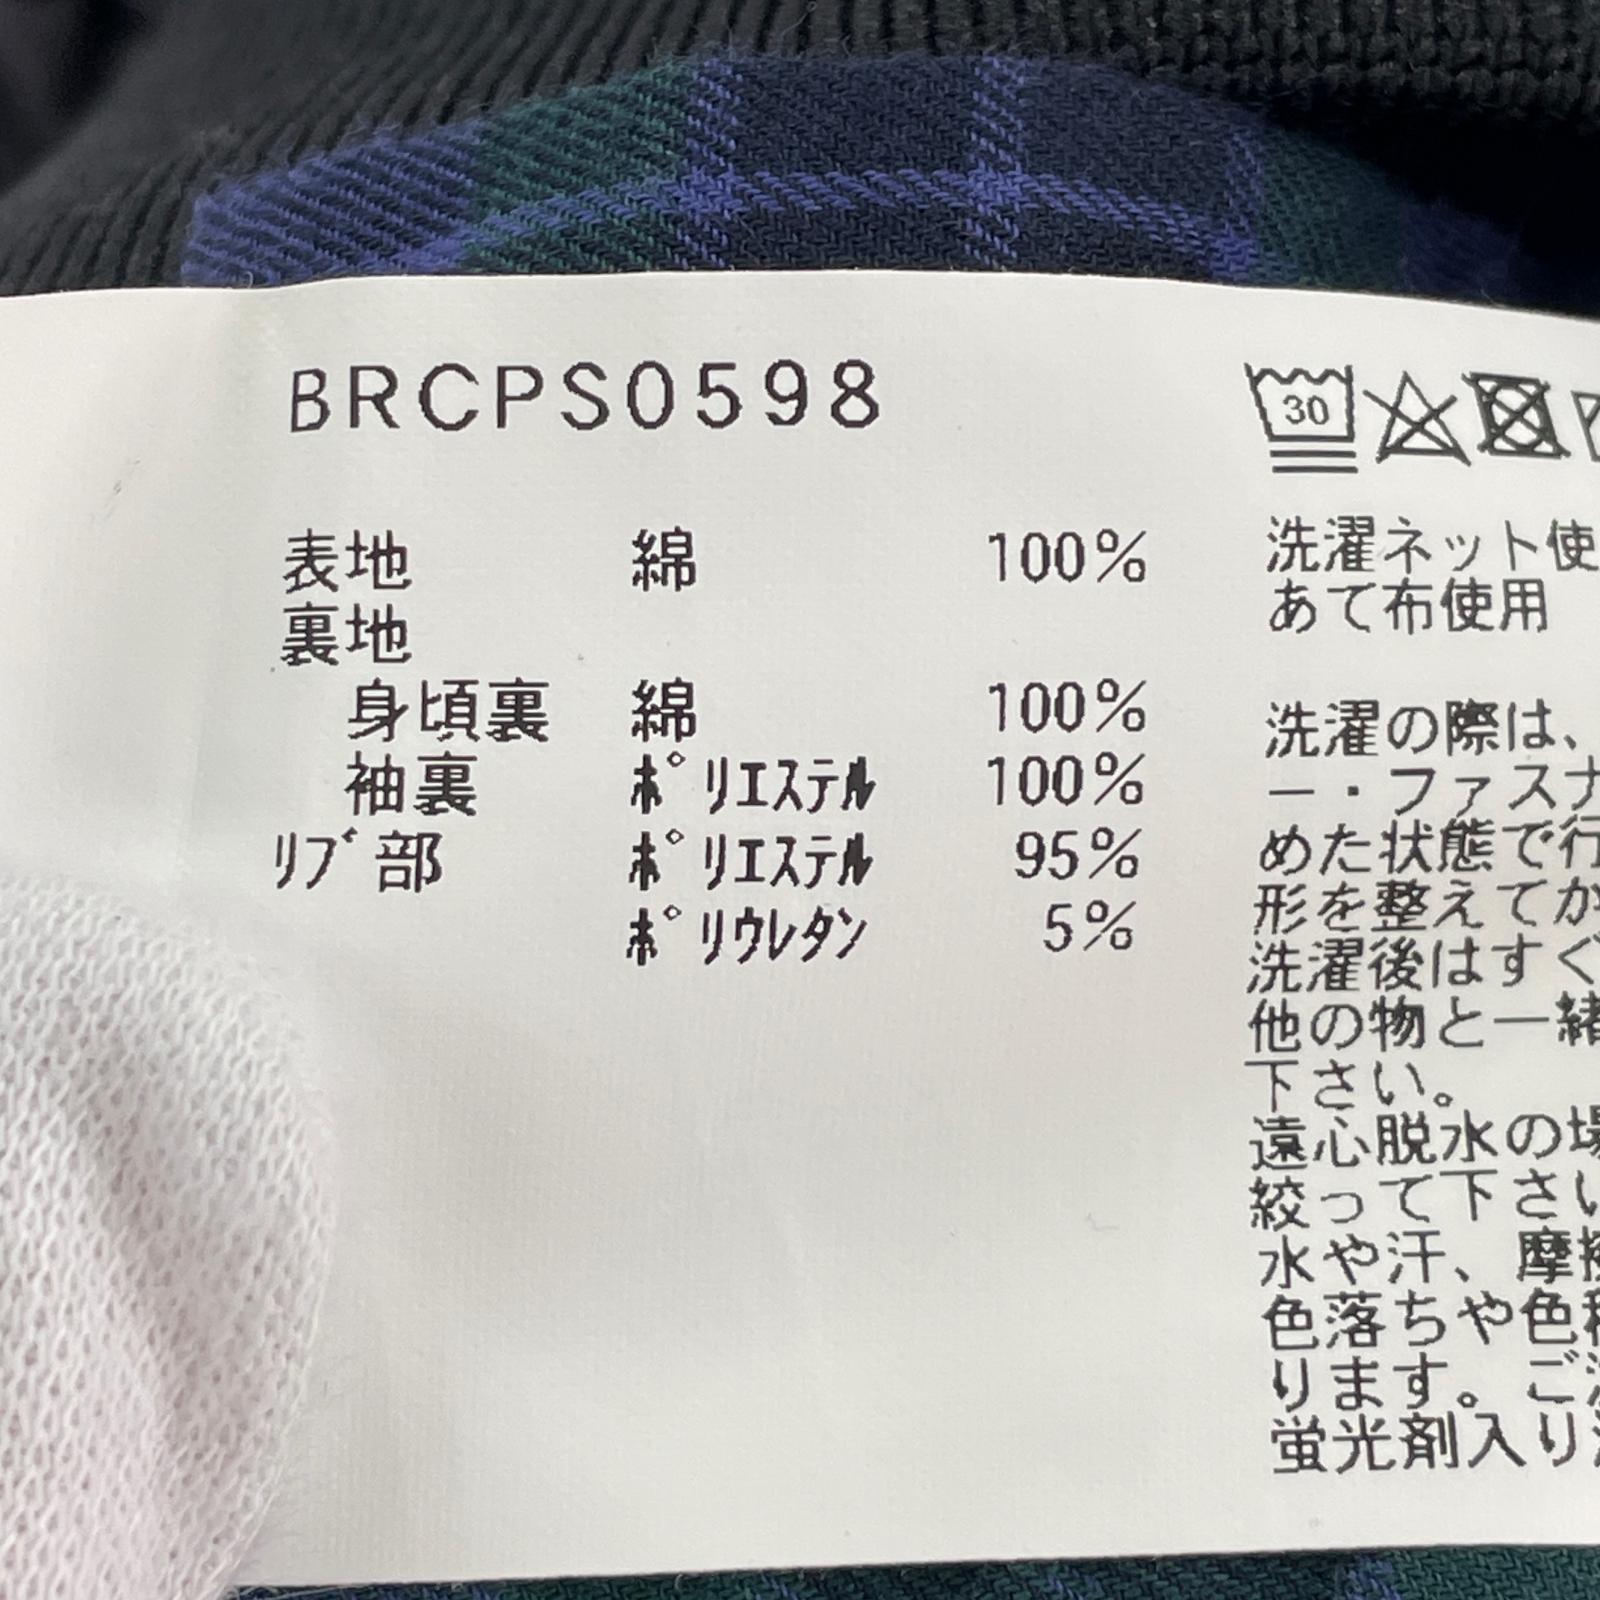 BRCPS0598
表地 綿 100%
裏地
身頃裏 綿 100%
袖裏 ポリエステル 100%
リブ部 ポリエステル 95%
ポリウレタン 5%
30
洗濯ネット使
あて布使用
洗濯の際は、
ー・ファスナ
めた状態で行
形を整えてか
洗濯後はすぐ
他の物と一緒
下さい。
遠心脱水の場
絞って下さい
水や汗、摩擦
色落ちや色移
ります。ご注
蛍光剤入り